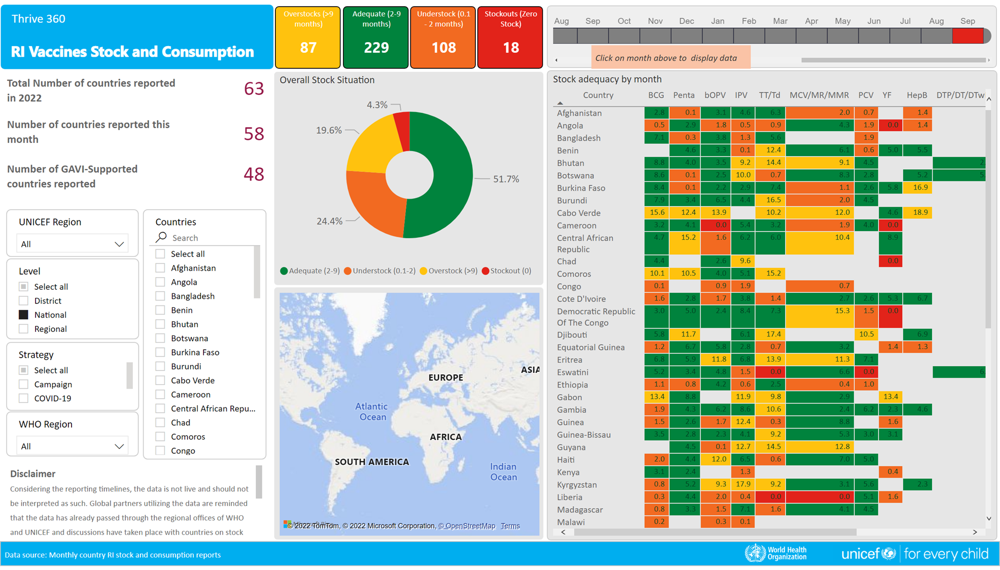 Thrive 360
RI Vaccines Stock and Consumption
Overstocks (>9
months)
87
Adequate (2-9
months)
229
Understock (0.1
- 2 months)
108
Stockouts (Zero
Stock)
18
Aug Sep Oct Nov Dec Jan Feb Mar Apr May Jun Jul Aug Sep
Click on month above to display data
Total Number of countries reported
in 2022
63
Number of countries reported this
month
58
Number of GAVI-Supported
countries reported
48
UNICEF Region
All
Level
Select all
District
National
Regional
Strategy
Select all
Campaign
COVID-19
WHO Region
All
Countries
Search
Select all
Afghanistan
Angola
Bangladesh
Benin
Bhutan
Botswana
Burkina Faso
Burundi
Cabo Verde
Cameroon
Central African Repu...
Chad
Comoros
Congo
Disclaimer
Considering the reporting timelines, the data is not live and should not
be interpreted as such. Global partners utilizing the data are reminded
that the data has already passed through the regional offices of WHO
and UNICEF and discussions have taken place with countries on stock
Overall Stock Situation
4.3%
19.6%
51.7%
24.4%
Adequate (2-9) Understock (0.1-2) Overstock (>9) Stockout (0)
EUROPE
ASIA
Atlantic
Ocean
AFRICA
SOUTH AMERICA
Indian
Ocean
© 2022 TomTom, © 2022 Microsoft Corporation, © OpenStreetMap Terms
Stock adequacy by month
Country BCG Penta bOPV IPV TT/Td MCV/MR/MMR PCV YF HepB DTP/DT/DTw
Afghanistan 2.8 0.1 3.1 4.6 6.3 2.0 0.7 1.4
Angola 0.5 2.9 1.8 0.5 0.9 4.3 1.9 0.0 1.4
Bangladesh 7.1 0.3 3.8 1.3 5.6 1.9
Benin 4.6 3.3 0.1 12.4 6.1 0.6 5.0 5.5
Bhutan 8.8 4.0 3.5 9.2 14.4 9.1 4.5 2.
Botswana 8.6 0.1 2.5 10.0 0.7 8.3 2.8 5.2 5.
Burkina Faso 8.4 0.1 2.2 2.9 7.4 1.1 2.6 5.8 16.9
Burundi 7.9 3.4 6.5 4.4 16.5 2.0 4.5
Cabo Verde 15.6 12.4 13.9 10.2 12.0 4.6 18.9
Cameroon 3.2 4.1 0.0 5.4 3.2 1.9 4.0 0.0
Central African 4.7 15.2 1.6 6.2 6.0 10.4 8.9
Republic
Chad 4.4 2.6 9.6 0.0
Comoros 10.1 10.5 4.0 5.1 15.2
Congo 0.1 0.9 1.9 0.7
Cote D'Ivoire 1.6 2.8 1.7 3.8 1.4 2.7 2.6 5.3 6.7
Democratic Republic 3.0 5.0 2.4 8.4 7.3 15.3 1.5 0.0
Of The Congo
Djibouti 5.8 11.7 6.1 17.4 10.5 6.9
Equatorial Guinea 1.2 6.7 5.8 2.8 0.7 3.2 1.4 1.3
Eritrea 6.8 5.9 11.8 6.8 13.9 11.3 7.1
Eswatini 5.2 3.4 4.8 1.5 0.0 6.6 0.0 6.
Ethiopia 1.1 0.8 4.2 0.6 2.5 0.4 1.0
Gabon 13.4 8.8 11.9 9.8 2.9 13.4
Gambia 1.9 4.3 6.2 8.6 10.6 2.4 6.2 2.3 4.6
Guinea 1.5 2.6 1.7 12.4 0.3 8.8 1.6
Guinea-Bissau 3.5 2.8 2.3 4.1 9.2 5.3 3.0 3.1
Guyana 4.5 0.1 12.7 14.5 12.8
Haiti 2.0 4.4 12.0 6.5 0.6 7.0 5.0
Kenya 3.1 2.4 1.3 0.4
Kyrgyzstan 0.8 5.2 9.3 17.9 9.2 3.1 5.6 2.3
Liberia 0.3 4.4 2.0 0.4 0.0 0.0 5.1 1.6
Madagascar 0.8 3.3 1.5 7.1 1.6 4.1 4.5
Malawi 0.2 0.3 0.1
Data source: Monthly country RI stock and consumption reports
World Health
Organization
unicef for every child